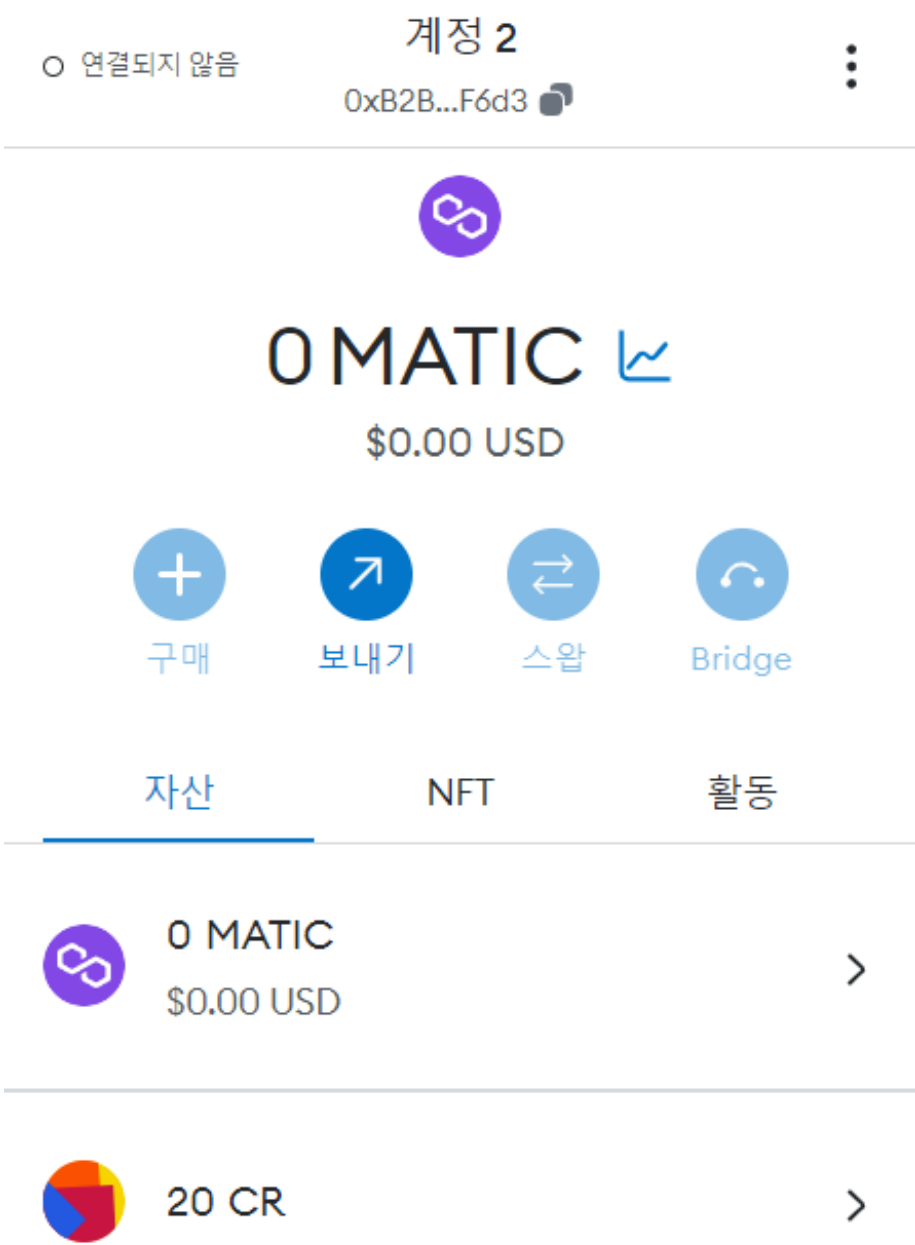 계정 2
연결되지 않음
0xB2B...F6d3
0 MATIC
$0.00 USD
구매 보내기 스왑 Bridge
자산 NFT 활동
0 MATIC
$0.00 USD
20 CR